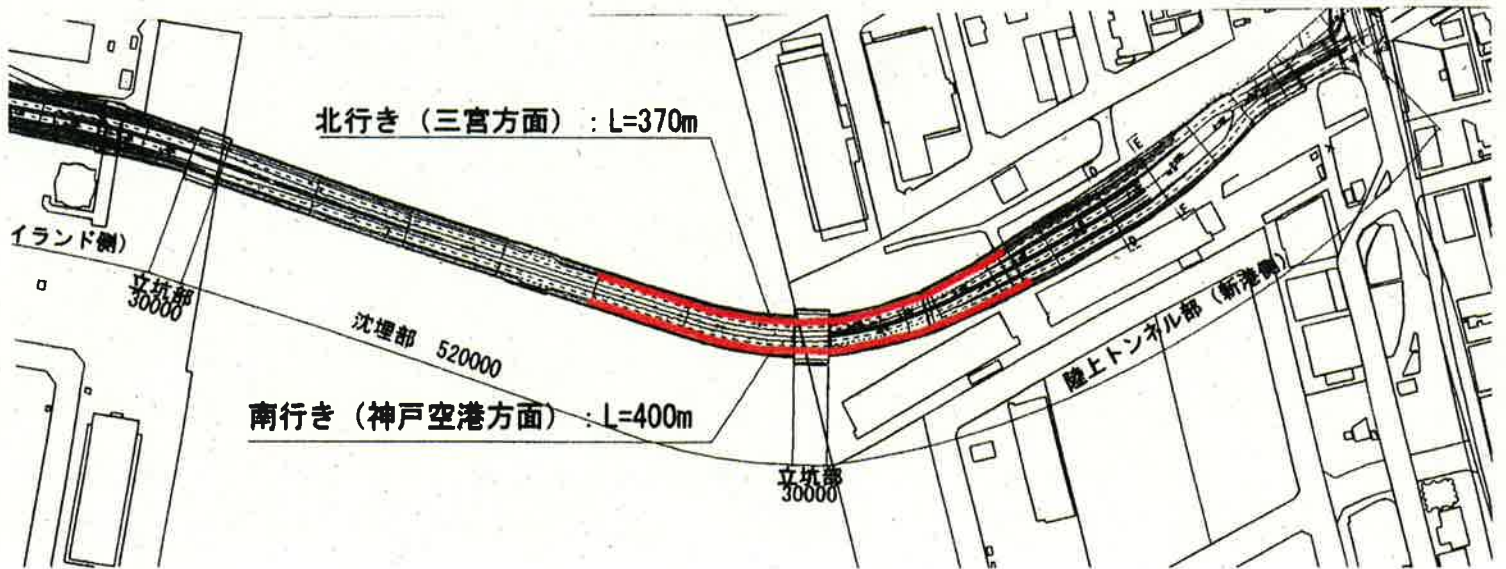 北行き（三宮方面）：L=370m
イランド側）
立坑部
30000
沈埋部 520000
南行き（神戸空港方面）：L=400m
立坑部
30000
陸上トンネル部（新港側）